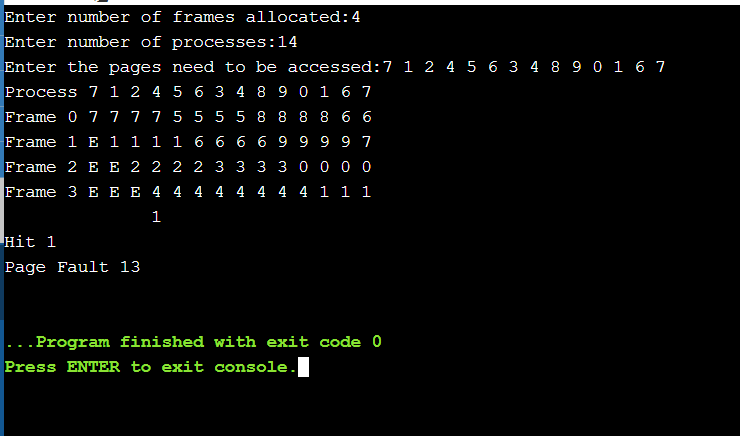 Enter number of frames allocated:4
Enter number of processes:14
Enter the pages need to be accessed:7 1 2 4 5 6 3 4 8 9 0 1 6 7
Process 7 1 2 4 5 6 3 4 8 9 0 1 6 7
Frame 0 7 7 7 7 5 5 5 5 8 8 8 8 6 6
Frame 1 E 1 1 1 1 6 6 6 6 9 9 9 9 7
Frame 2 E E 2 2 2 2 3 3 3 3 0 0 0 0
Frame 3 E E E 4 4 4 4 4 4 4 4 1 1 1
1
Hit 1
Page Fault 13
...Program finished with exit code 0
Press ENTER to exit console.